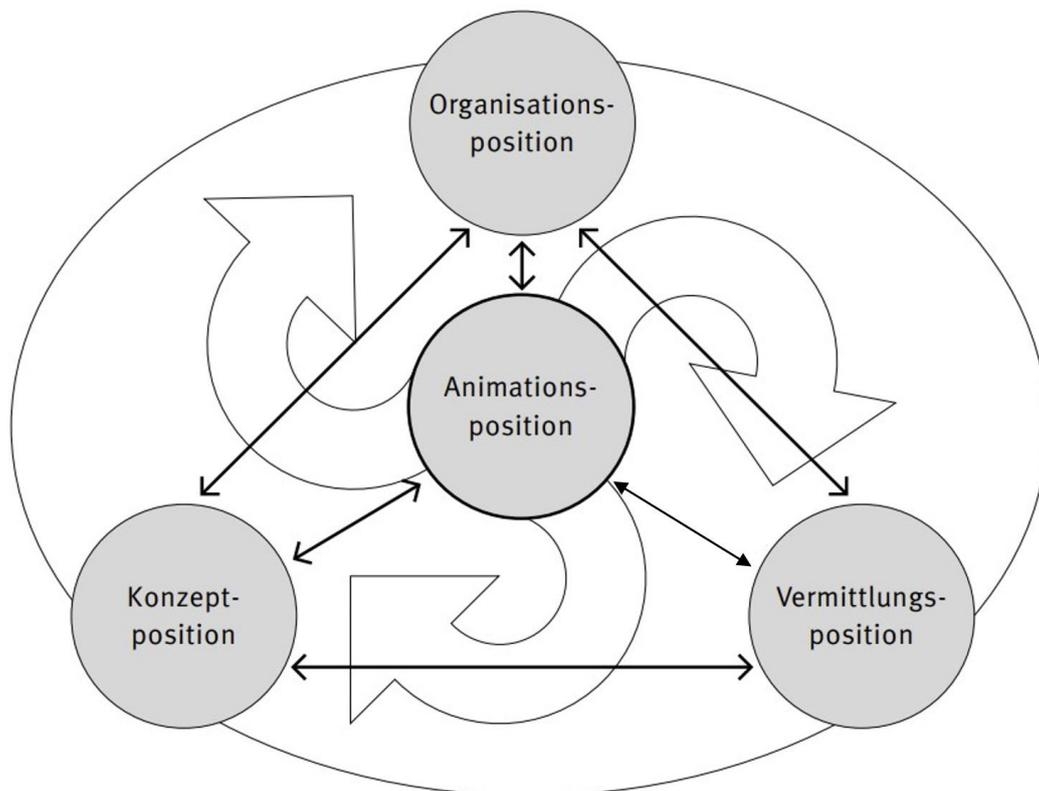 Organisations-
position
Animations-
position
Konzept-
position
Vermittlungs-
position